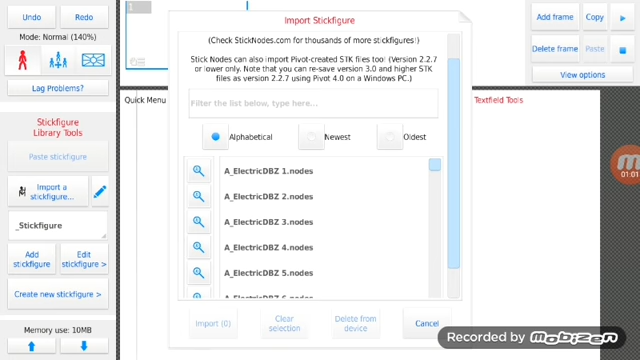 Undo
Redo
Mode: Normal (140%)
Lag Problems?
Stickfigure
Library Tools
Paste stickfigure
Import a
stickfigure...
_Stickfigure
Add
stickfigure
Edit
stickfigure >
Create new stickfigure >
Memory use: 10MB
1
Quick Menu
Import Stickfigure
(Check StickNodes.com for thousands of more stickfigures!)
Stick Nodes can also import Pivot-created STK files too! (Version 2.2.7
or lower only. Note that you can re-save version 3.0 and higher STK
files as version 2.2.7 using Pivot 4.0 on a Windows PC.)
Filter the list below, type here...
Alphabetical
Newest
Oldest
A_ElectricDBZ 1.nodes
A_ElectricDBZ 2.nodes
A_ElectricDBZ 3.nodes
A_ElectricDBZ 4.nodes
A_ElectricDBZ 5.nodes
Import (0)
Clear
selection
Delete from
device
Cancel
Add frame
Copy
Delete frame
Paste
View options
Textfield Tools
01:01
Recorded by
Mobizen